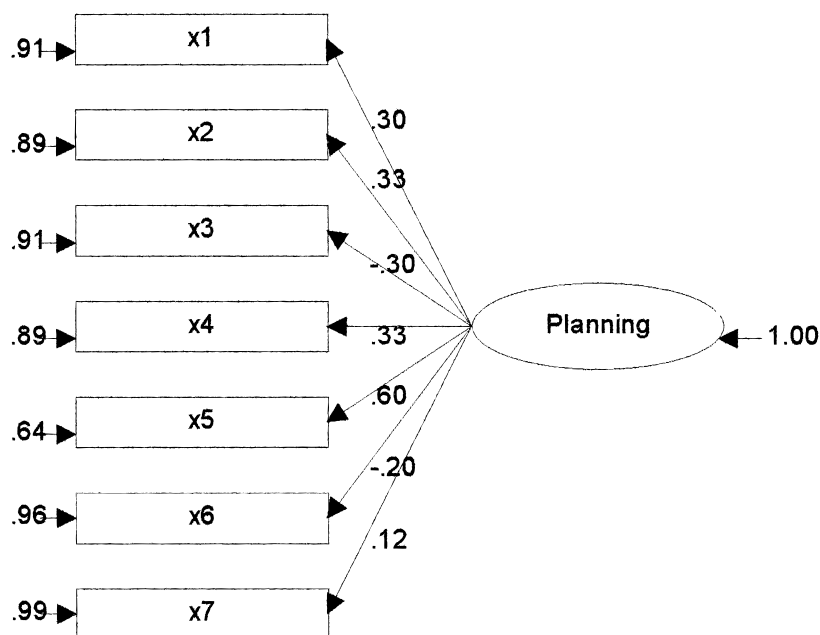 .91 x1
.30
.89 x2
.33
.91 x3
-.30
.89 x4
.33
Planning 1.00
.64 x5
.60
.96 x6
-.20
.99 x7
.12